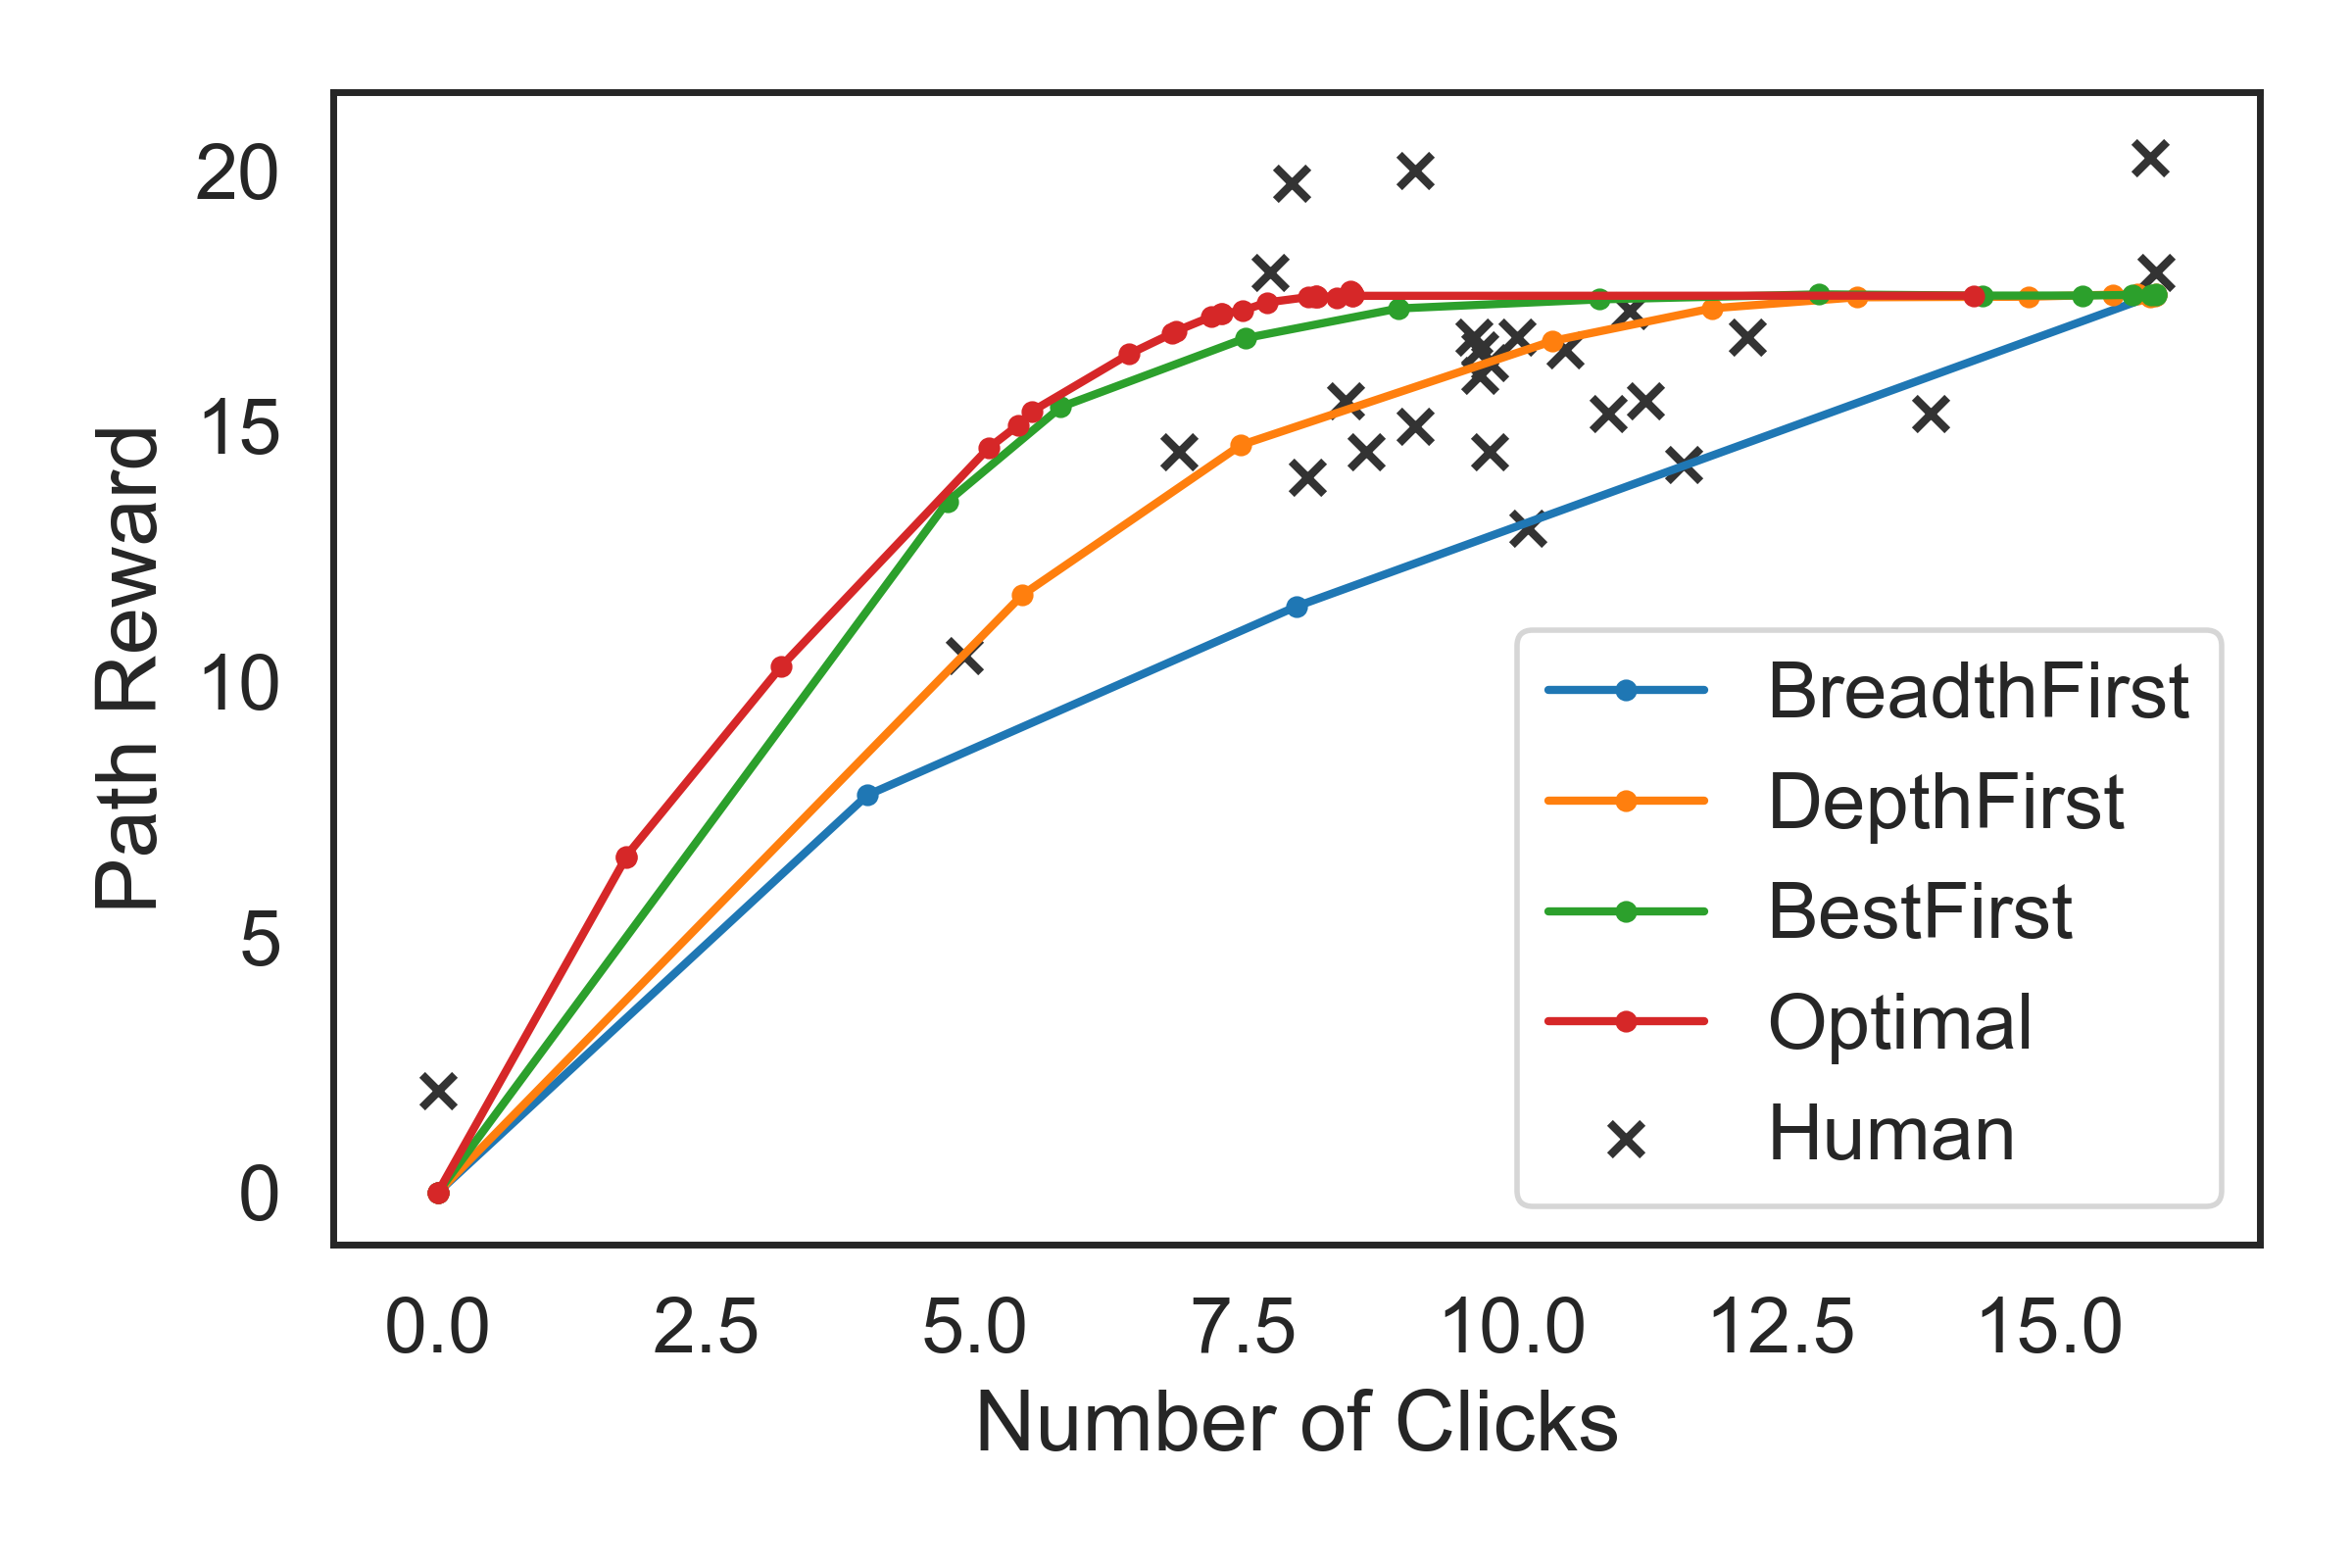 20
15
10
5
0
Path Reward
0.0 2.5 5.0 7.5 10.0 12.5 15.0
Number of Clicks
BreadthFirst
DepthFirst
BestFirst
Optimal
Human